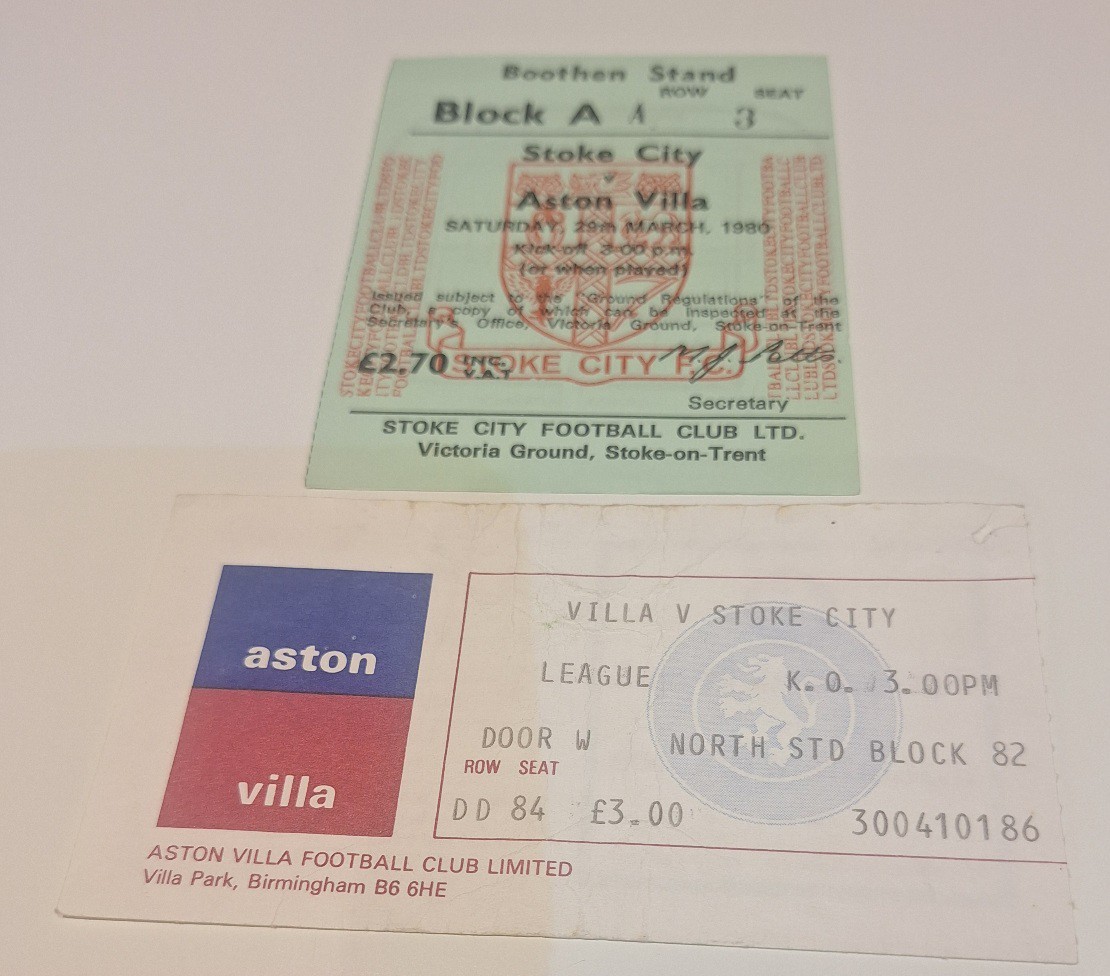 Boothen Stand
ROW SEAT
Block A A 3
Stoke City
v
Aston Villa
SATURDAY, 29th MARCH, 1980
Kick-off 3-00 p.m.
(or when played)
Issued subject to the "Ground Regulations" of the
Club, a copy of which can be inspected at the
Secretary's Office, Victoria Ground, Stoke-on-Trent
£2.70 INC. V.A.T
STOKE CITY F.C.
Secretary
STOKE CITY FOOTBALL CLUB LTD.
Victoria Ground, Stoke-on-Trent
aston
villa
VILLA V STOKE CITY
LEAGUE K.O. 3.00PM
DOOR W NORTH STD BLOCK 82
ROW SEAT
DD 84 £3.00 300410186
ASTON VILLA FOOTBALL CLUB LIMITED
Villa Park, Birmingham B6 6HE